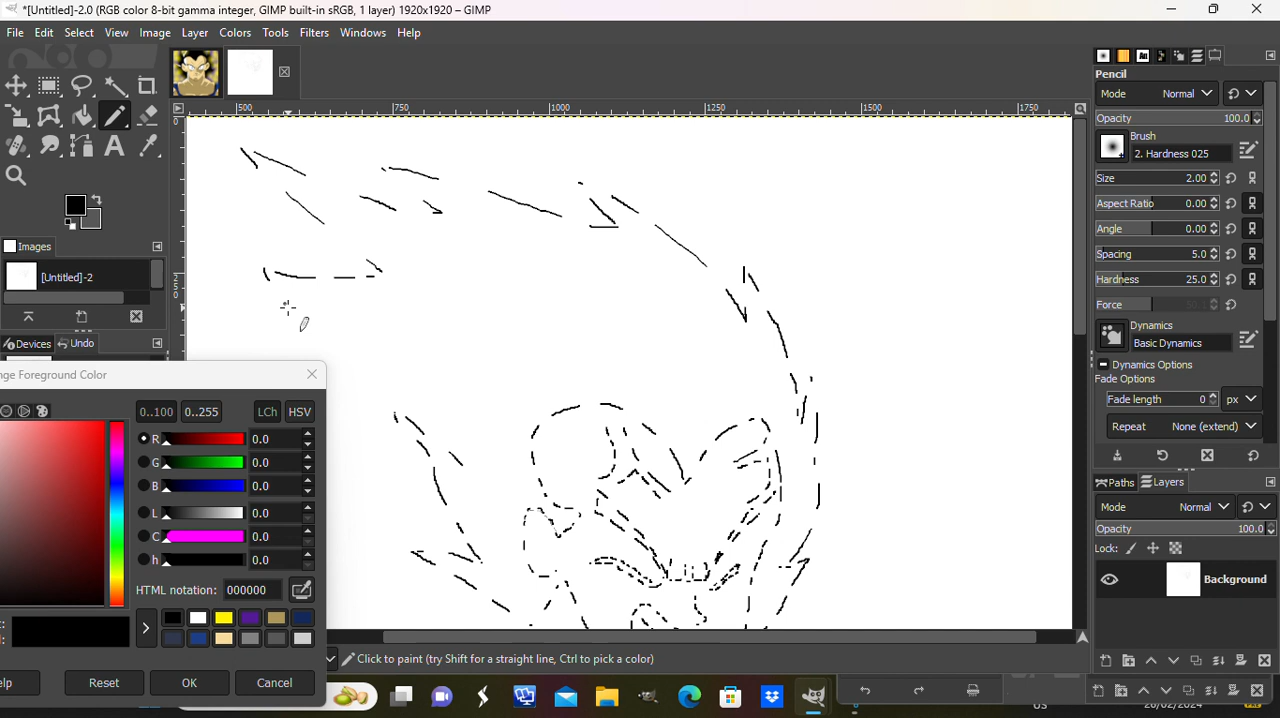 *[Untitled]-2.0 (RGB color 8-bit gamma integer, GIMP built-in sRGB, 1 layer) 1920x1920 – GIMP
File Edit Select View Image Layer Colors Tools Filters Windows Help
500 750 1000 1250 1500 1750
0
250
Images
[Untitled]-2
Devices Undo
Pencil
Mode Normal
Opacity 100.0
Brush
2. Hardness 025
Size 2.00
Aspect Ratio 0.00
Angle 0.00
Spacing 5.0
Hardness 25.0
Force
Dynamics
Basic Dynamics
Dynamics Options
Fade Options
Fade length 0 px
Repeat None (extend)
Paths Layers
Mode Normal
Opacity 100.0
Lock:
Background
nge Foreground Color
0..100 0..255 LCh HSV
R 0.0
G 0.0
B 0.0
L 0.0
C 0.0
h 0.0
HTML notation: 000000
elp Reset OK Cancel
Click to paint (try Shift for a straight line, Ctrl to pick a color)
US